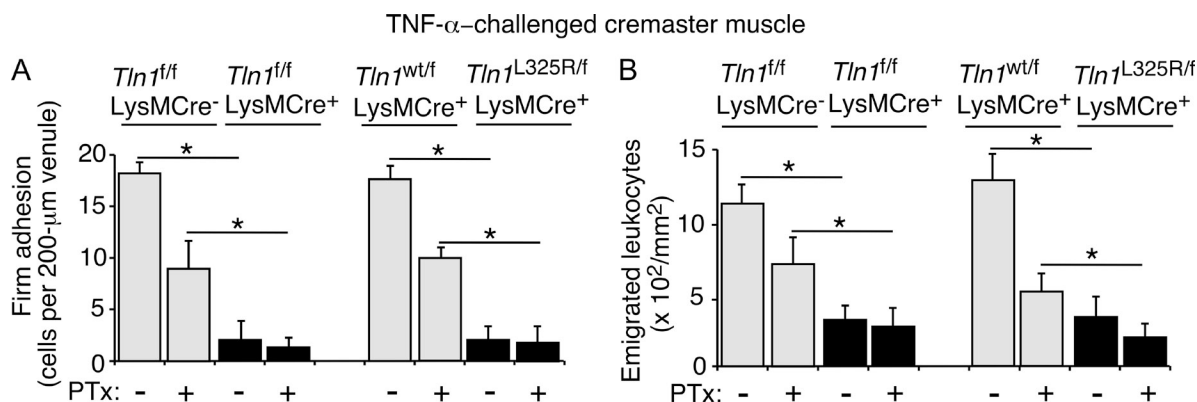 TNF-α–challenged cremaster muscle
A
Tln1f/f Tln1f/f Tln1wt/f Tln1L325R/f
LysMCre- LysMCre+ LysMCre+ LysMCre+
Firm adhesion
(cells per 200-μm venule)
20
15
10
5
0
* * * *
PTx: - + - + - + - +
B
Tln1f/f Tln1f/f Tln1wt/f Tln1L325R/f
LysMCre- LysMCre+ LysMCre+ LysMCre+
Emigrated leukocytes
(x 102/mm2)
15
10
5
0
* * * *
PTx: - + - + - + - +